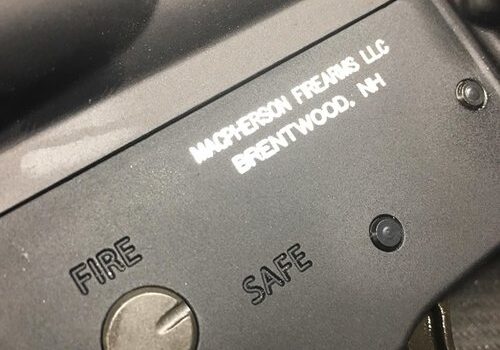 MACPHERSON FIREARMS LLC
BRENTWOOD, NH
FIRE
SAFE